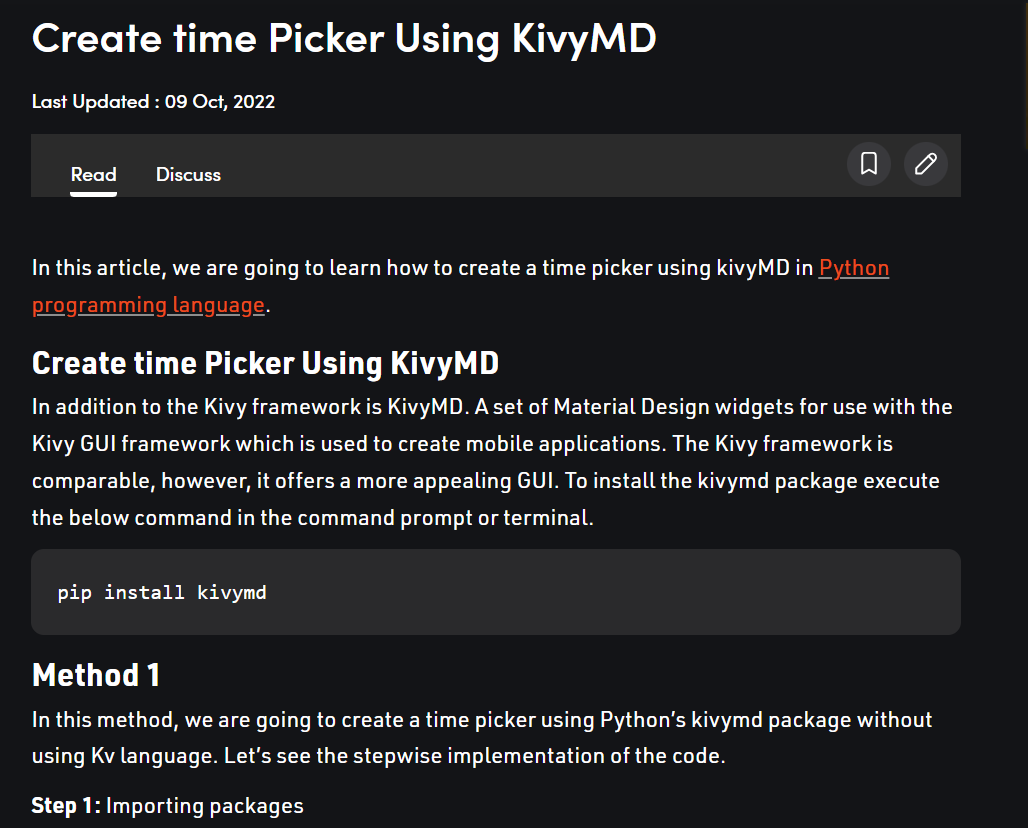 Create time Picker Using KivyMD
Last Updated : 09 Oct, 2022
Read Discuss
In this article, we are going to learn how to create a time picker using kivyMD in Python
programming language.
Create time Picker Using KivyMD
In addition to the Kivy framework is KivyMD. A set of Material Design widgets for use with the
Kivy GUI framework which is used to create mobile applications. The Kivy framework is
comparable, however, it offers a more appealing GUI. To install the kivymd package execute
the below command in the command prompt or terminal.
pip install kivymd
Method 1
In this method, we are going to create a time picker using Python’s kivymd package without
using Kv language. Let’s see the stepwise implementation of the code.
Step 1: Importing packages